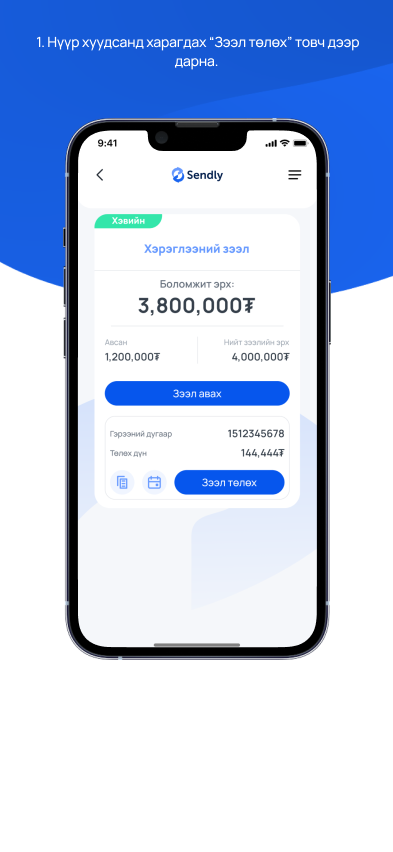 1. Нүүр хуудсанд харагдах “Зээл төлөх” товч дээр
дарна.
9:41
Sendly
Хэвийн
Хэрэглээний зээл
Боломжит эрх:
3,800,000₮
Авсан
Нийт зээлийн эрх
1,200,000₮
4,000,000₮
Зээл авах
Гэрээний дугаар
1512345678
Төлөх дүн
144,444₮
Зээл төлөх